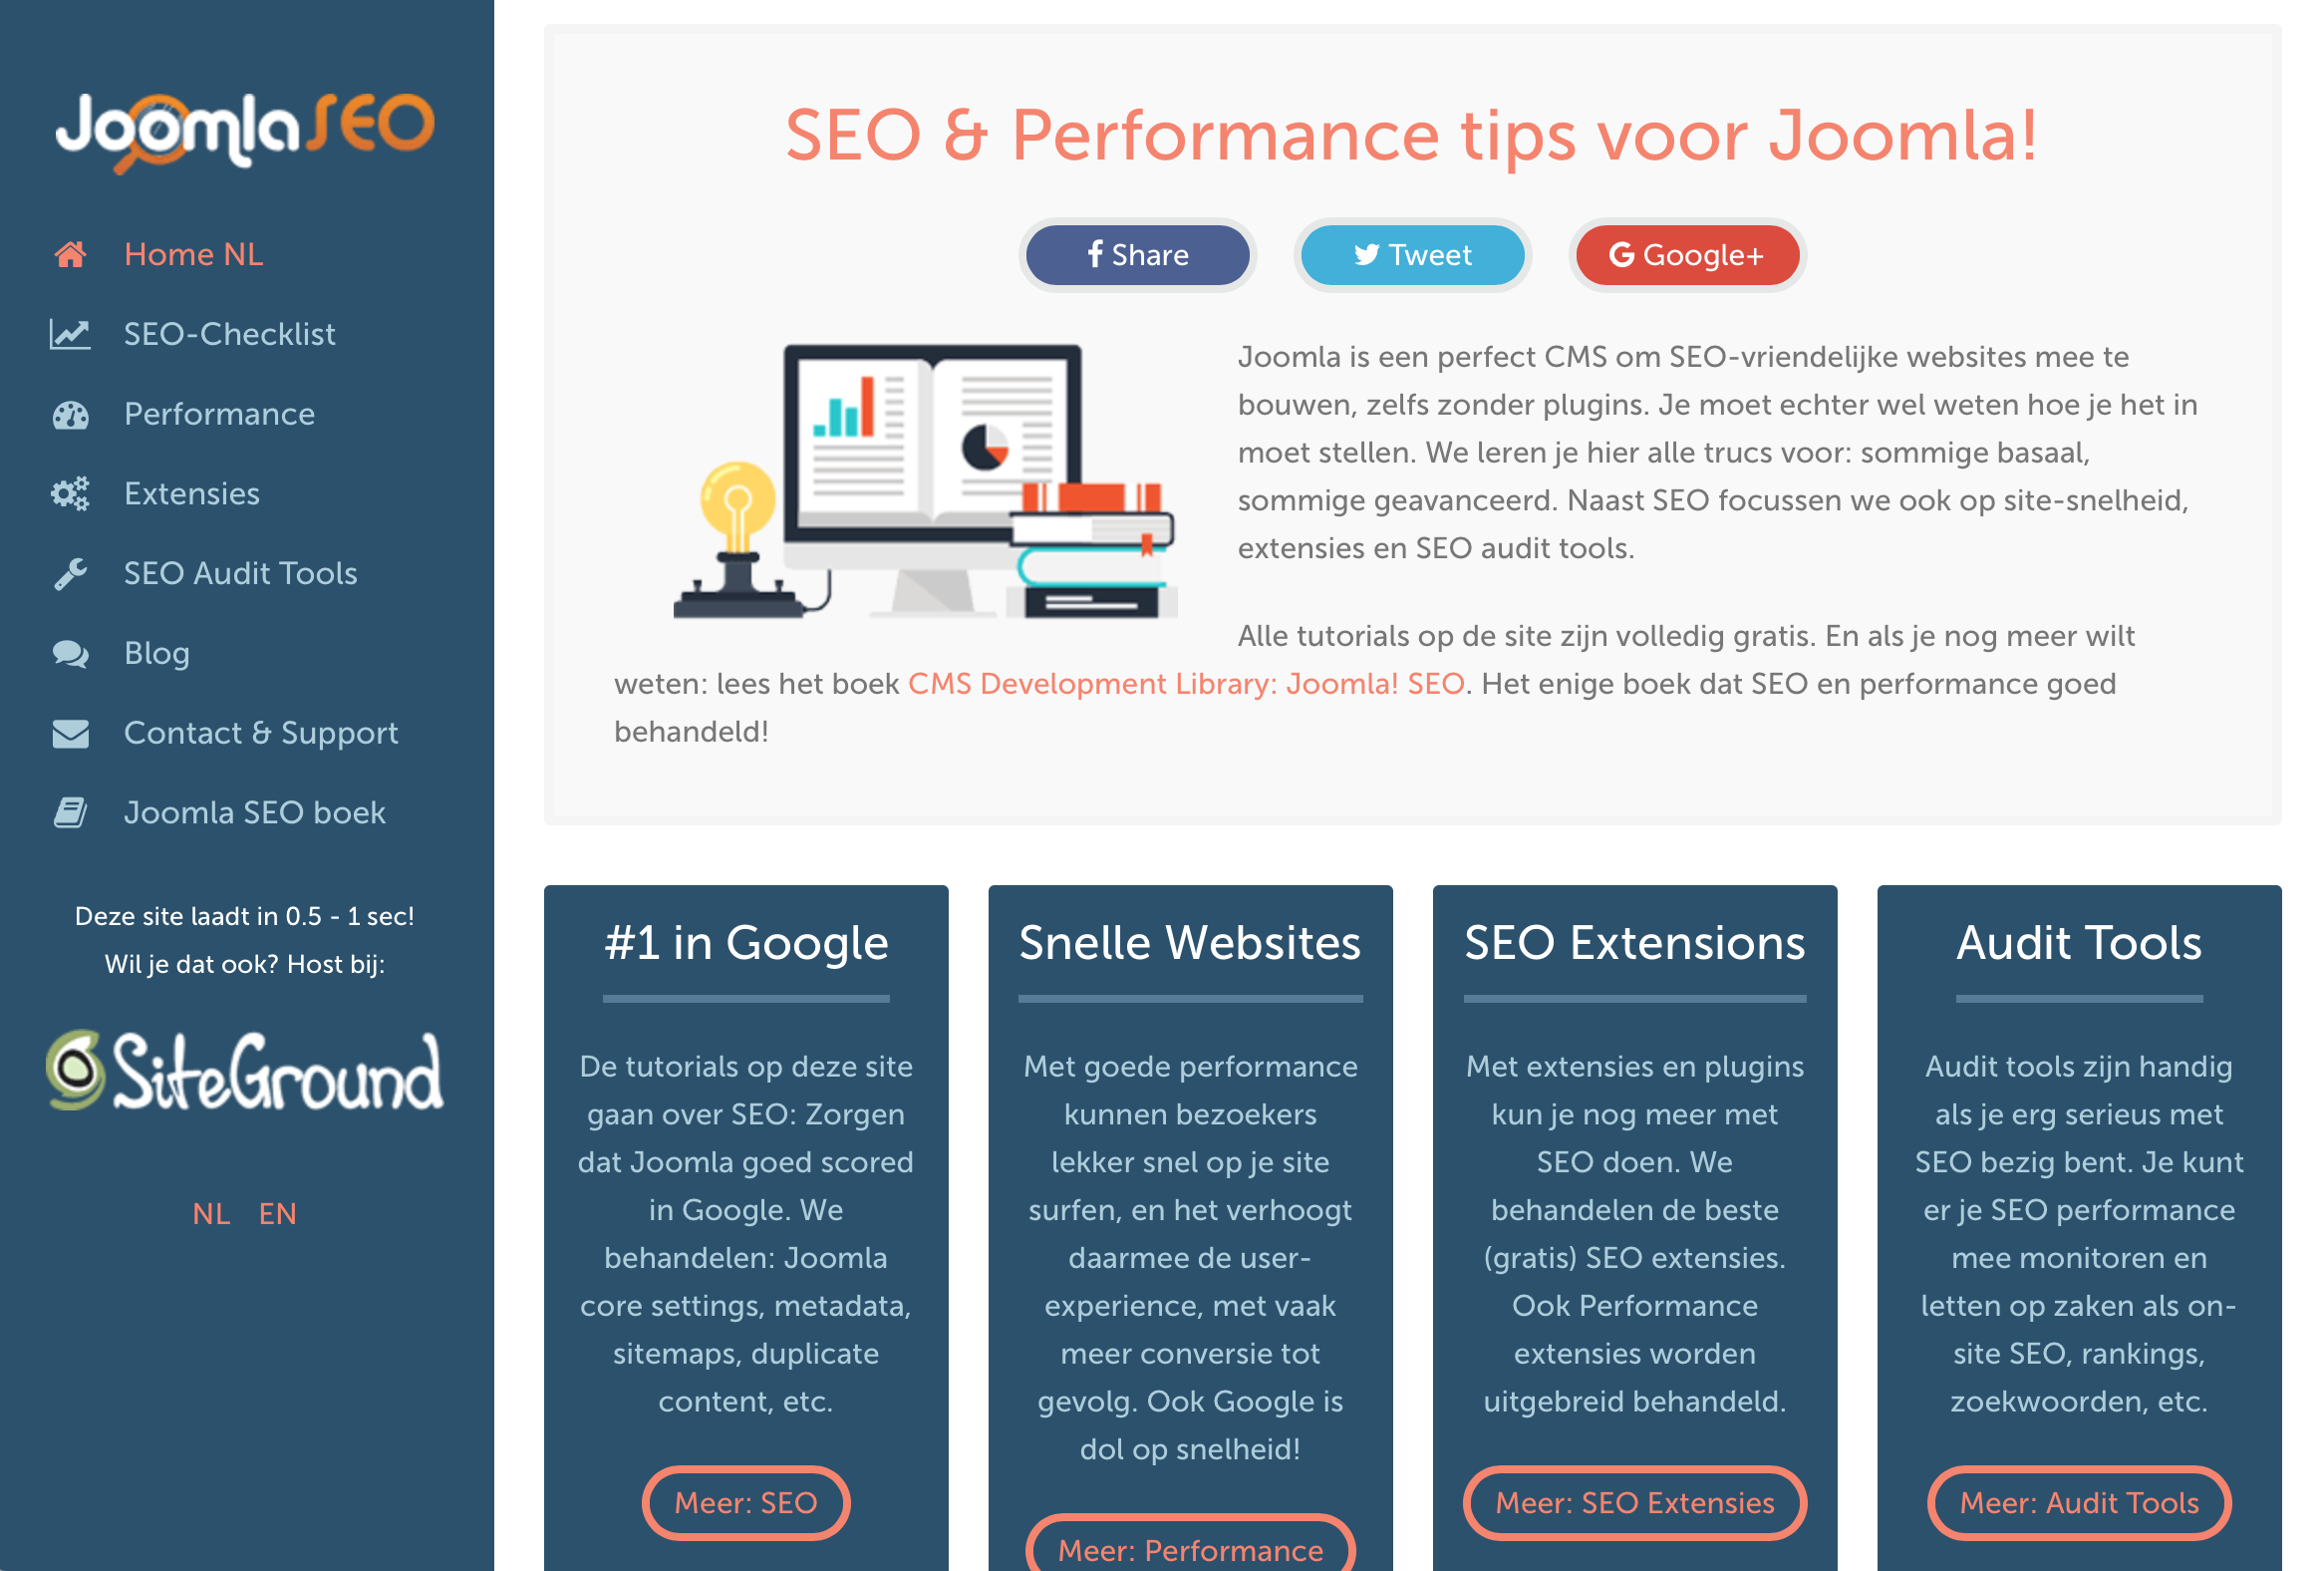 JoomlaSEO
Home NL
SEO-Checklist
Performance
Extensies
SEO Audit Tools
Blog
Contact & Support
Joomla SEO boek
Deze site laadt in 0.5 - 1 sec!
Wil je dat ook? Host bij:
SiteGround
NL EN
SEO & Performance tips voor Joomla!
Share
Tweet
Google+
Joomla is een perfect CMS om SEO-vriendelijke websites mee te
bouwen, zelfs zonder plugins. Je moet echter wel weten hoe je het in
moet stellen. We leren je hier alle trucs voor: sommige basaal,
sommige geavanceerd. Naast SEO focussen we ook op site-snelheid,
extensies en SEO audit tools.
Alle tutorials op de site zijn volledig gratis. En als je nog meer wilt
weten: lees het boek CMS Development Library: Joomla! SEO. Het enige boek dat SEO en performance goed
behandeld!
#1 in Google
De tutorials op deze site
gaan over SEO: Zorgen
dat Joomla goed scored
in Google. We
behandelen: Joomla
core settings, metadata,
sitemaps, duplicate
content, etc.
Meer: SEO
Snelle Websites
Met goede performance
kunnen bezoekers
lekker snel op je site
surfen, en het verhoogt
daarmee de user-
experience, met vaak
meer conversie tot
gevolg. Ook Google is
dol op snelheid!
Meer: Performance
SEO Extensions
Met extensies en plugins
kun je nog meer met
SEO doen. We
behandelen de beste
(gratis) SEO extensies.
Ook Performance
extensies worden
uitgebreid behandeld.
Meer: SEO Extensies
Audit Tools
Audit tools zijn handig
als je erg serieus met
SEO bezig bent. Je kunt
er je SEO performance
mee monitoren en
letten op zaken als on-
site SEO, rankings,
zoekwoorden, etc.
Meer: Audit Tools